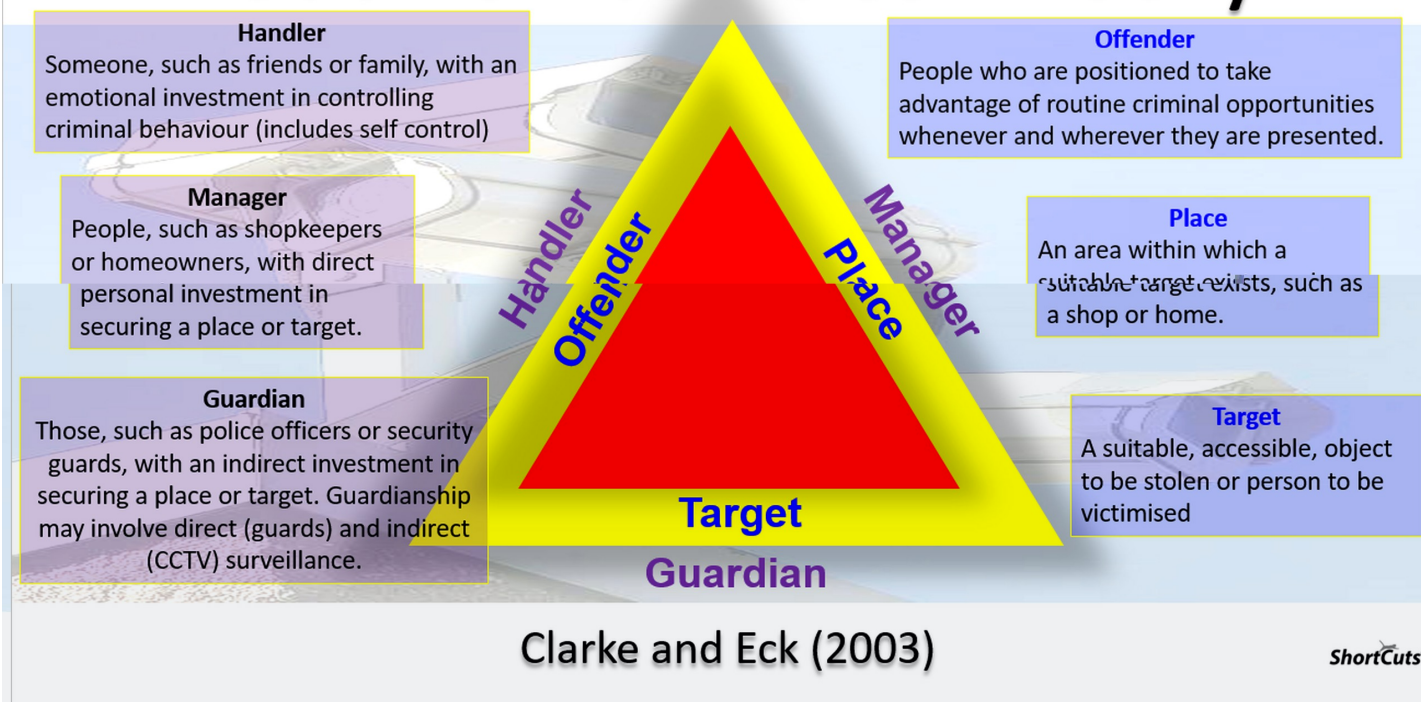 Handler
Someone, such as friends or family, with an
emotional investment in controlling
criminal behaviour (includes self control)
Manager
People, such as shopkeepers
or homeowners, with direct
personal investment in
securing a place or target.
Guardian
Those, such as police officers or security
guards, with an indirect investment in
securing a place or target. Guardianship
may involve direct (guards) and indirect
(CCTV) surveillance.
Handler
Offender
Place
Manager
Target
Guardian
Offender
People who are positioned to take
advantage of routine criminal opportunities
whenever and wherever they are presented.
Place
An area within which a
suitable target exists, such as
a shop or home.
Target
A suitable, accessible, object
to be stolen or person to be
victimised
Clarke and Eck (2003)
ShortCuts